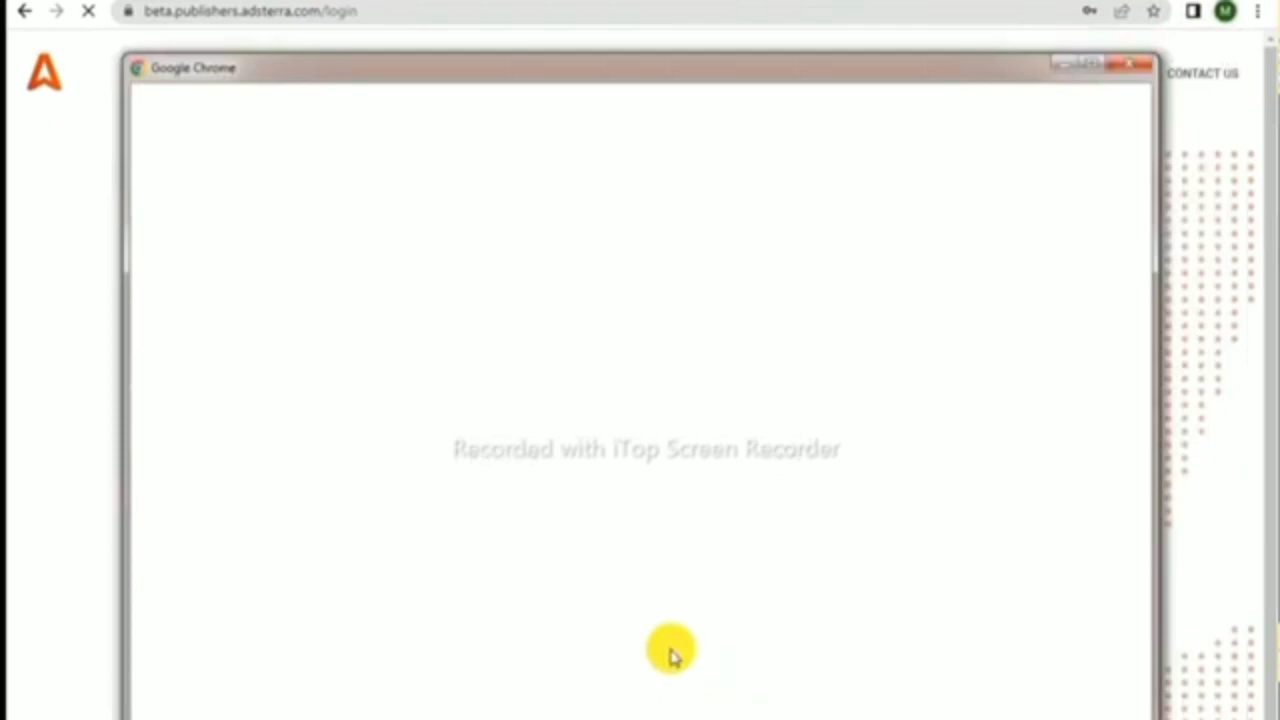 beta.publishers.adsterra.com/login
M
Google Chrome
CONTACT US
Recorded with iTop Screen Recorder